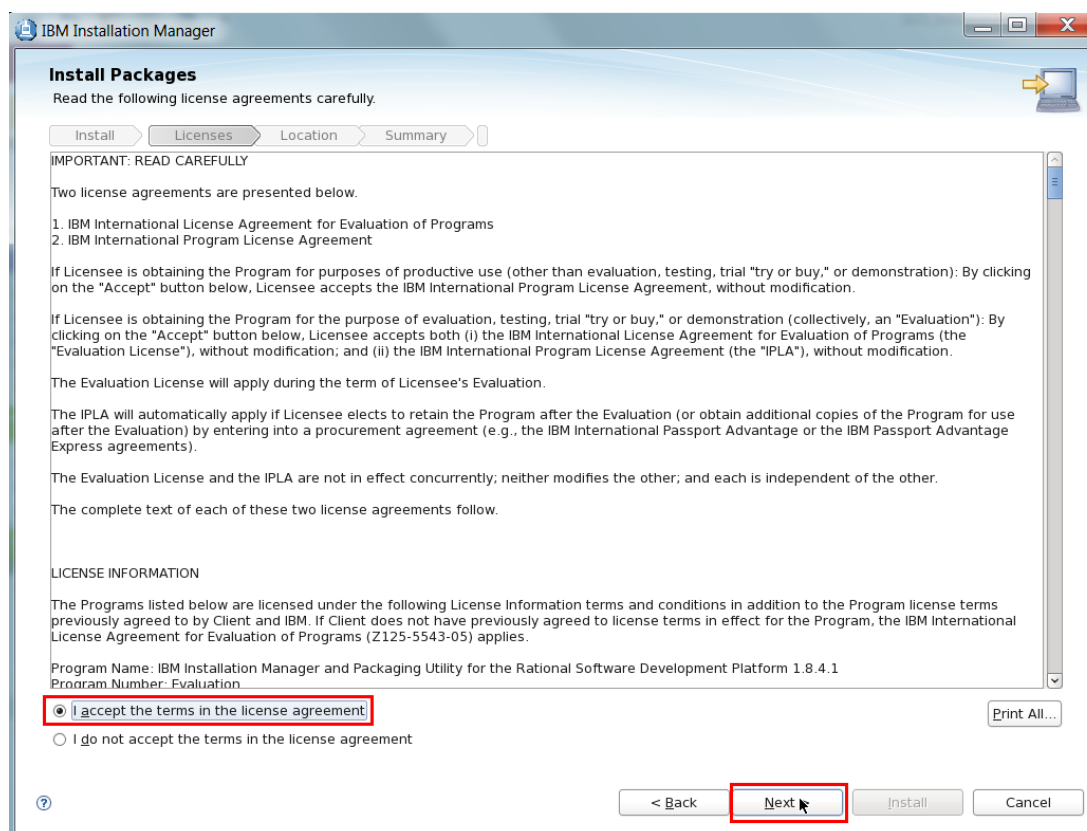 IBM Installation Manager
Install Packages
Read the following license agreements carefully.
Install Licenses Location Summary
IMPORTANT: READ CAREFULLY
Two license agreements are presented below.
1. IBM International License Agreement for Evaluation of Programs
2. IBM International Program License Agreement
If Licensee is obtaining the Program for purposes of productive use (other than evaluation, testing, trial "try or buy," or demonstration): By clicking
on the "Accept" button below, Licensee accepts the IBM International Program License Agreement, without modification.
If Licensee is obtaining the Program for the purpose of evaluation, testing, trial "try or buy," or demonstration (collectively, an "Evaluation"): By
clicking on the "Accept" button below, Licensee accepts both (i) the IBM International License Agreement for Evaluation of Programs (the
"Evaluation License"), without modification; and (ii) the IBM International Program License Agreement (the "IPLA"), without modification.
The Evaluation License will apply during the term of Licensee's Evaluation.
The IPLA will automatically apply if Licensee elects to retain the Program after the Evaluation (or obtain additional copies of the Program for use
after the Evaluation) by entering into a procurement agreement (e.g., the IBM International Passport Advantage or the IBM Passport Advantage
Express agreements).
The Evaluation License and the IPLA are not in effect concurrently; neither modifies the other; and each is independent of the other.
The complete text of each of these two license agreements follow.
LICENSE INFORMATION
The Programs listed below are licensed under the following License Information terms and conditions in addition to the Program license terms
previously agreed to by Client and IBM. If Client does not have previously agreed to license terms in effect for the Program, the IBM International
License Agreement for Evaluation of Programs (Z125-5543-05) applies.
Program Name: IBM Installation Manager and Packaging Utility for the Rational Software Development Platform 1.8.4.1
Program Number: Evaluation
I accept the terms in the license agreement
Print All...
I do not accept the terms in the license agreement
? < Back Next > Install Cancel